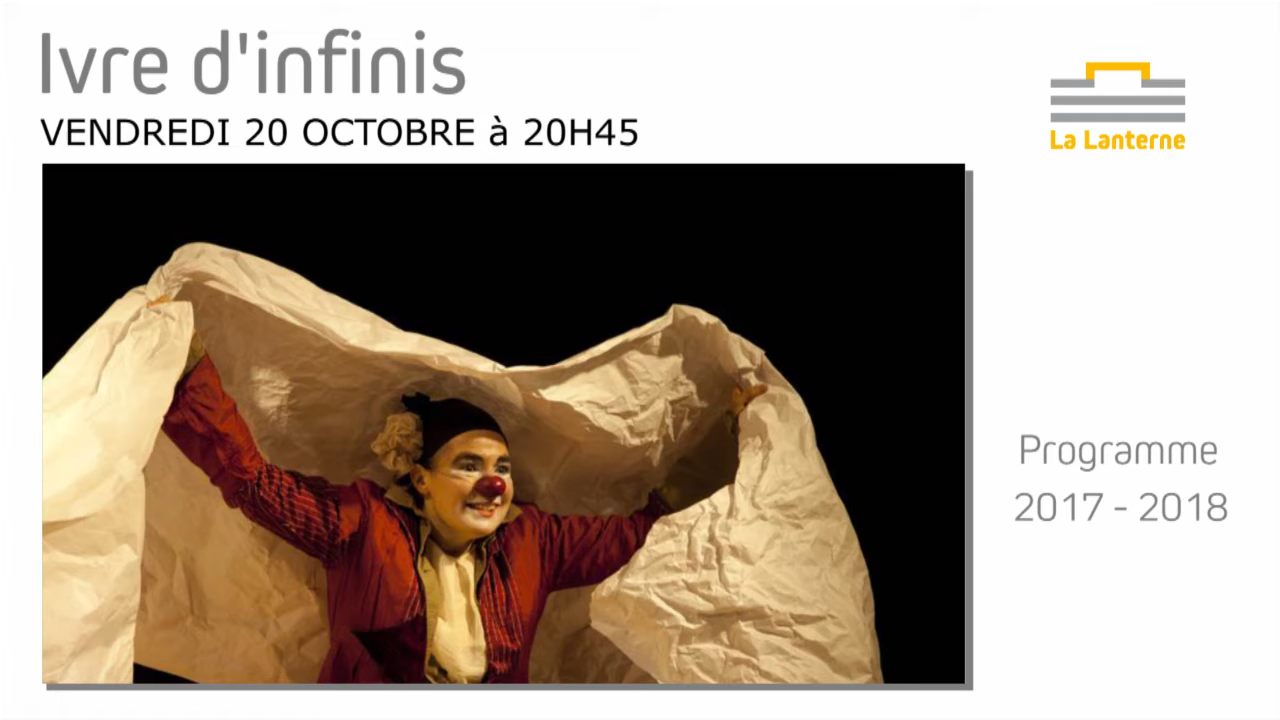 Ivre d'infinis
VENDREDI 20 OCTOBRE à 20H45
La Lanterne
Programme
2017 - 2018